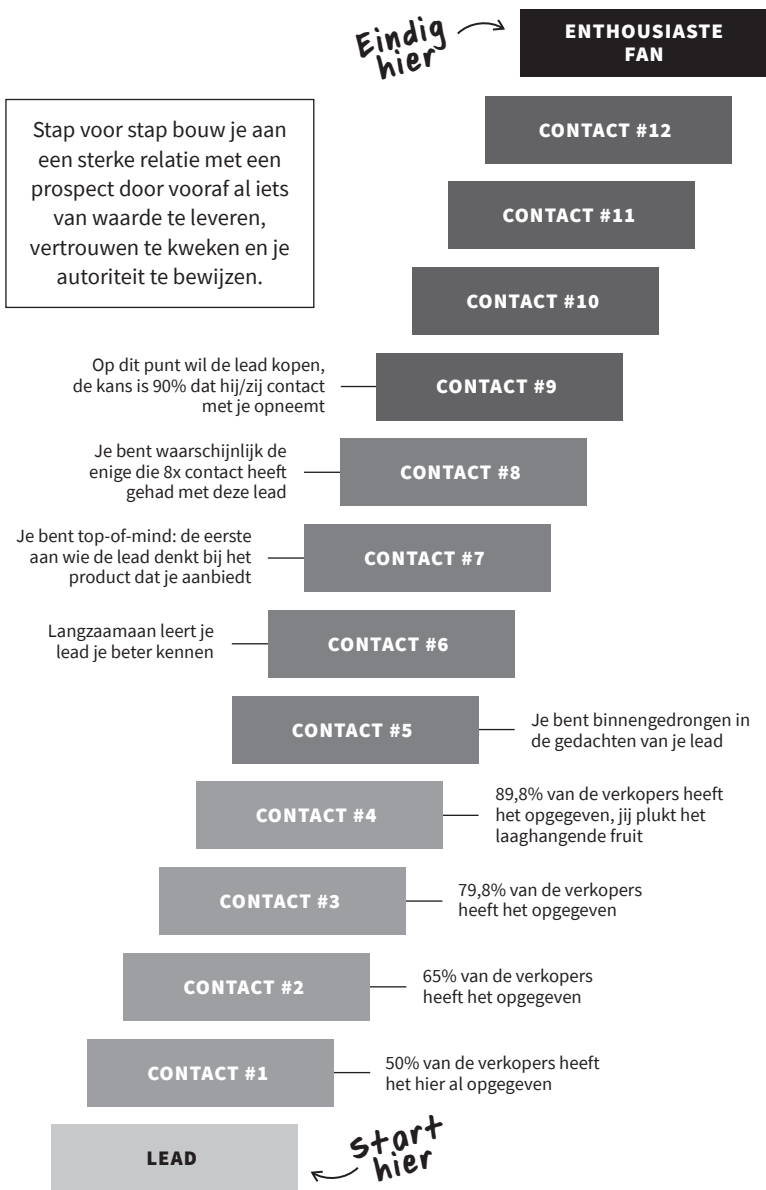 Eindig
hier
ENTHOUSIASTE
FAN
CONTACT #12
Stap voor stap bouw je aan
een sterke relatie met een
prospect door vooraf al iets
van waarde te leveren,
vertrouwen te kweken en je
autoriteit te bewijzen.
CONTACT #11
CONTACT #10
Op dit punt wil de lead kopen,
de kans is 90% dat hij/zij contact
met je opneemt
CONTACT #9
Je bent waarschijnlijk de
enige die 8x contact heeft
gehad met deze lead
CONTACT #8
Je bent top-of-mind: de eerste
aan wie de lead denkt bij het
product dat je aanbiedt
CONTACT #7
Langzaamaan leert je
lead je beter kennen
CONTACT #6
CONTACT #5
Je bent binnengedrongen in
de gedachten van je lead
CONTACT #4
89,8% van de verkopers heeft
het opgegeven, jij plukt het
laaghangende fruit
CONTACT #3
79,8% van de verkopers
heeft het opgegeven
CONTACT #2
65% van de verkopers
heeft het opgegeven
CONTACT #1
50% van de verkopers heeft
het hier al opgegeven
LEAD
start
hier